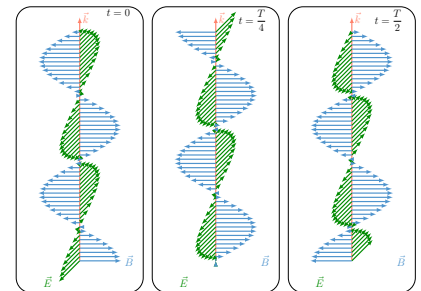 k⃗ t = 0
k⃗ t = T/4
k⃗ t = T/2
E⃗ B⃗
E⃗ B⃗
E⃗ B⃗